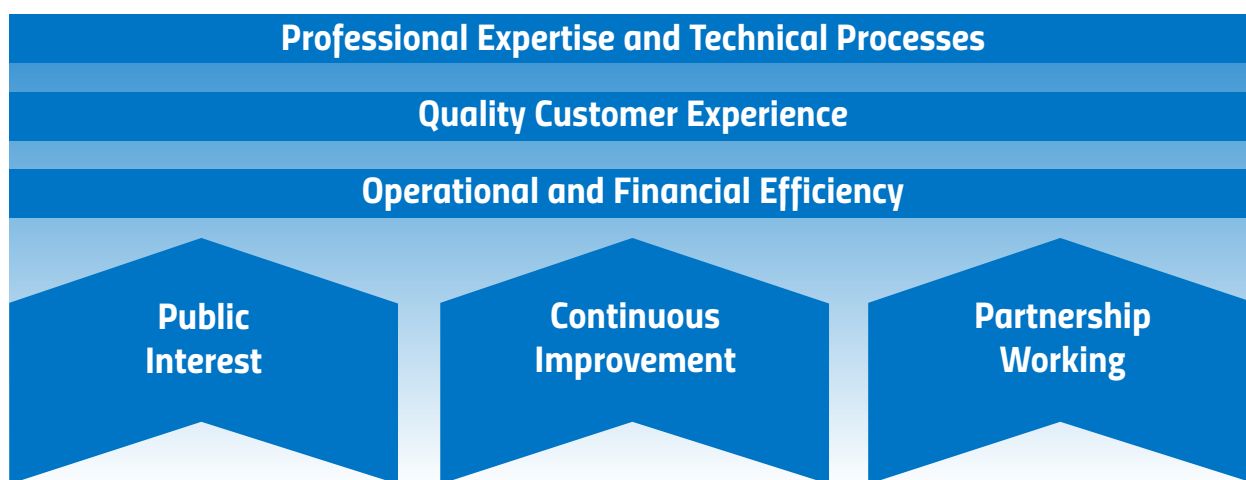 Professional Expertise and Technical Processes
Quality Customer Experience
Operational and Financial Efficiency
Public
Interest
Continuous
Improvement
Partnership
Working